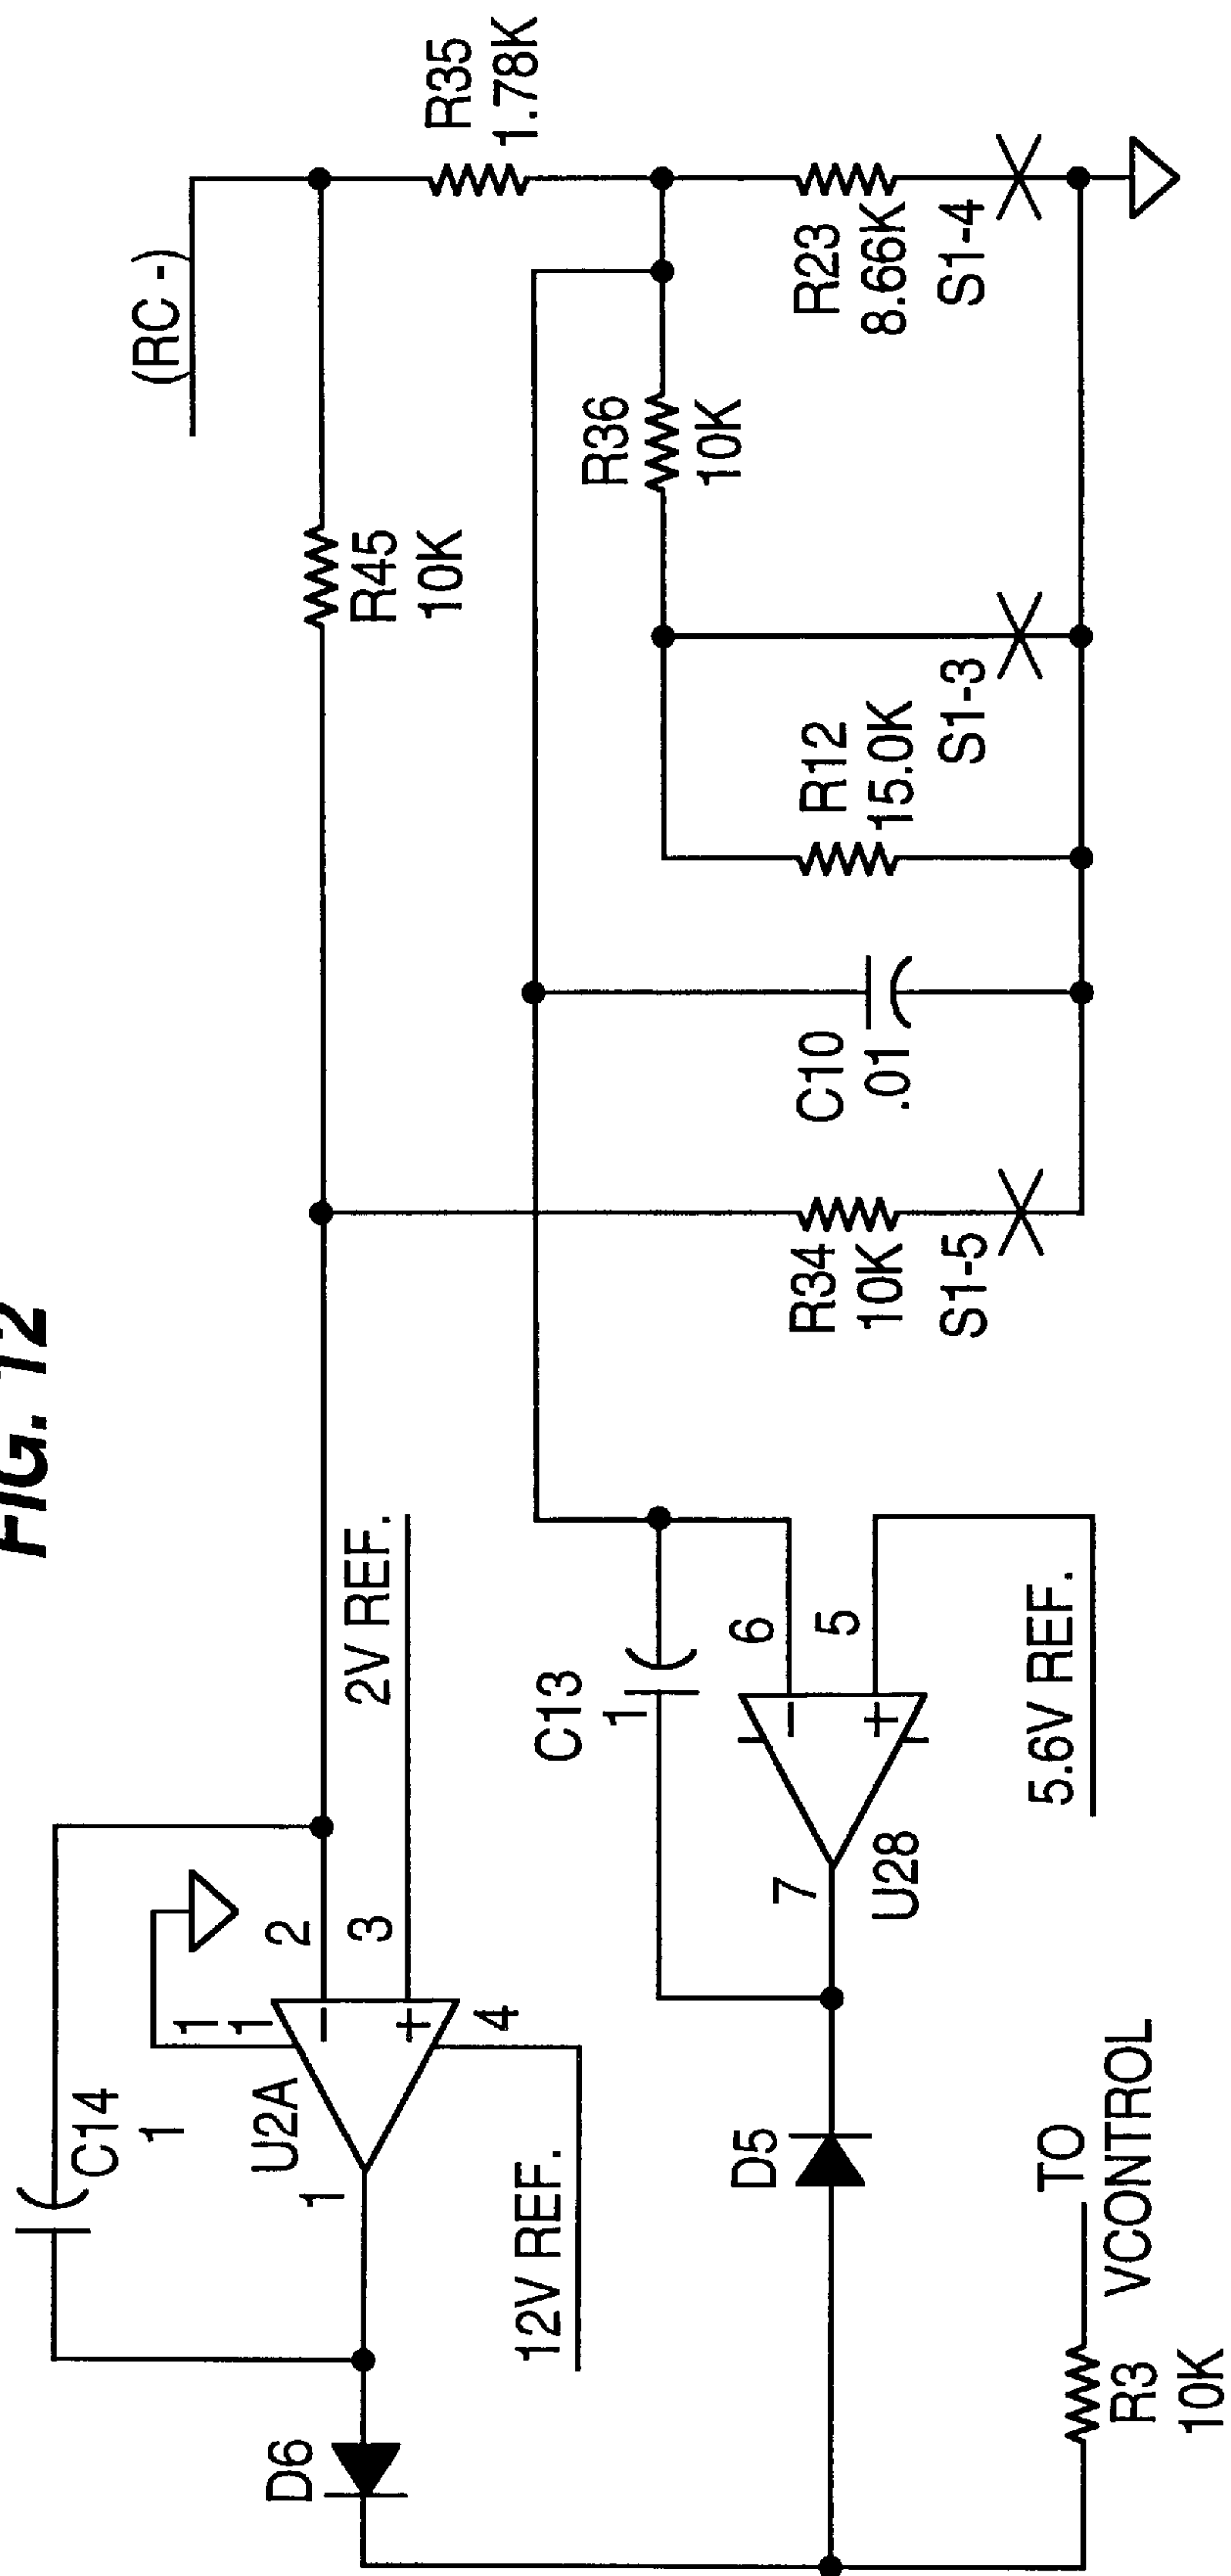 FIG. 12
(RC -)
R35
1.78K
R45
10K
R36
10K
R23
8.66K
S1-4
R12
15.0K
S1-3
C10
.01
R34
10K
S1-5
2V REF.
C14
1
1
1
2
3
U2A
1
4
12V REF.
D6
C13
1
6
5
7
U28
5.6V REF.
D5
TO
VCONTROL
R3
10K